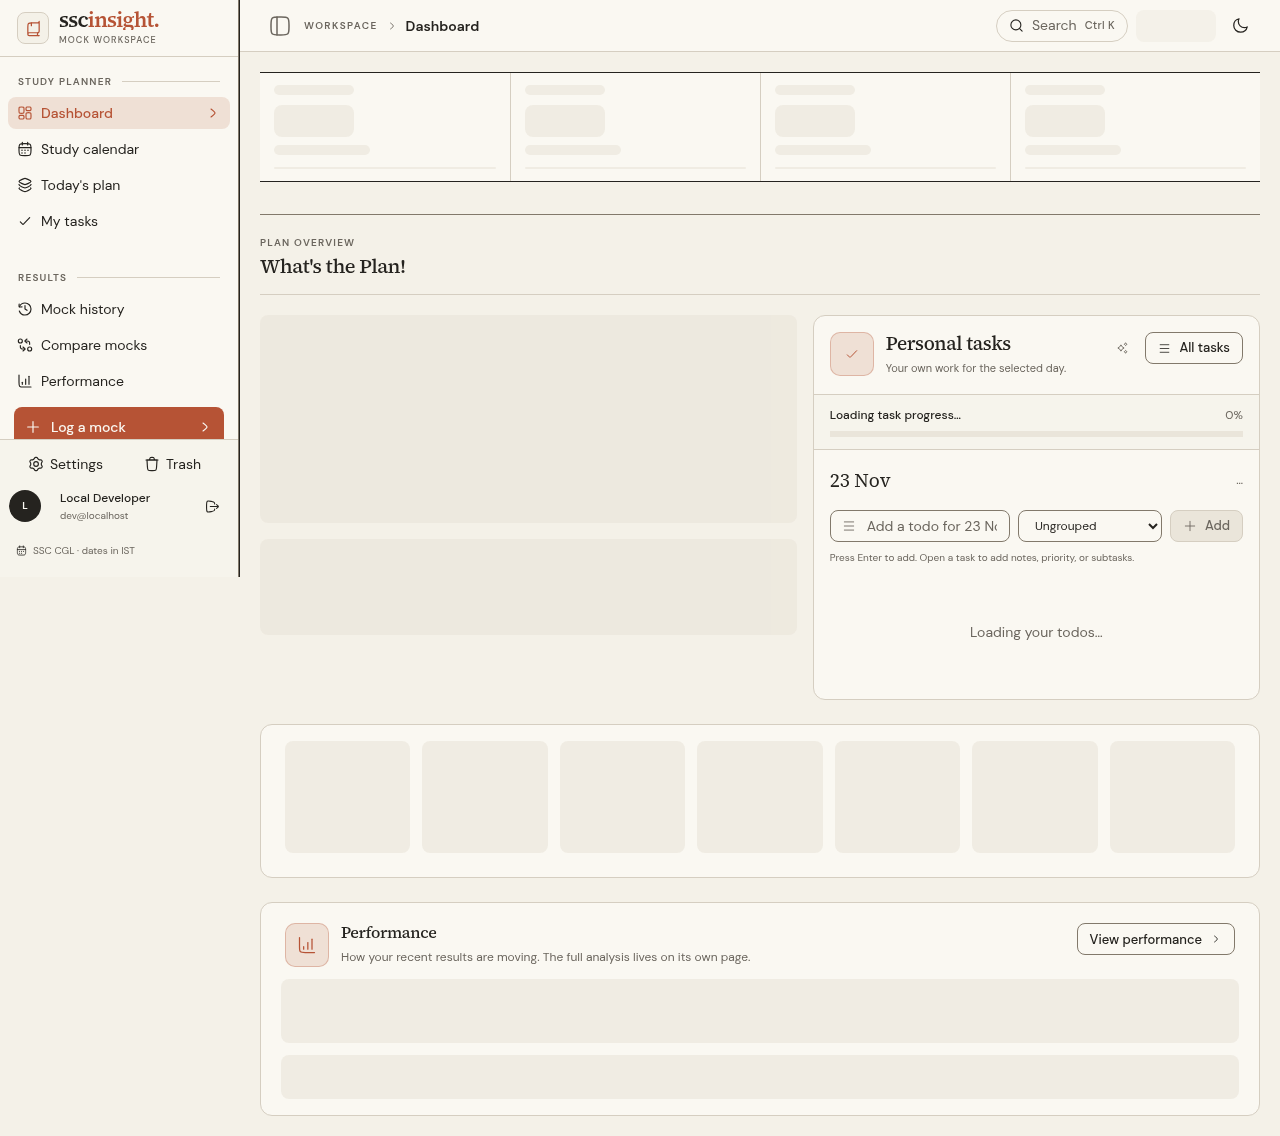 sscinsight.
MOCK WORKSPACE
STUDY PLANNER
Dashboard
Study calendar
Today's plan
My tasks
RESULTS
Mock history
Compare mocks
Performance
Log a mock
Settings
Trash
L
Local Developer
dev@localhost
SSC CGL · dates in IST
WORKSPACE
Dashboard
Search Ctrl K
PLAN OVERVIEW
What's the Plan!
Personal tasks
Your own work for the selected day.
All tasks
Loading task progress…
0%
23 Nov
…
Add a todo for 23 No
Ungrouped
Add
Press Enter to add. Open a task to add notes, priority, or subtasks.
Loading your todos…
Performance
How your recent results are moving. The full analysis lives on its own page.
View performance